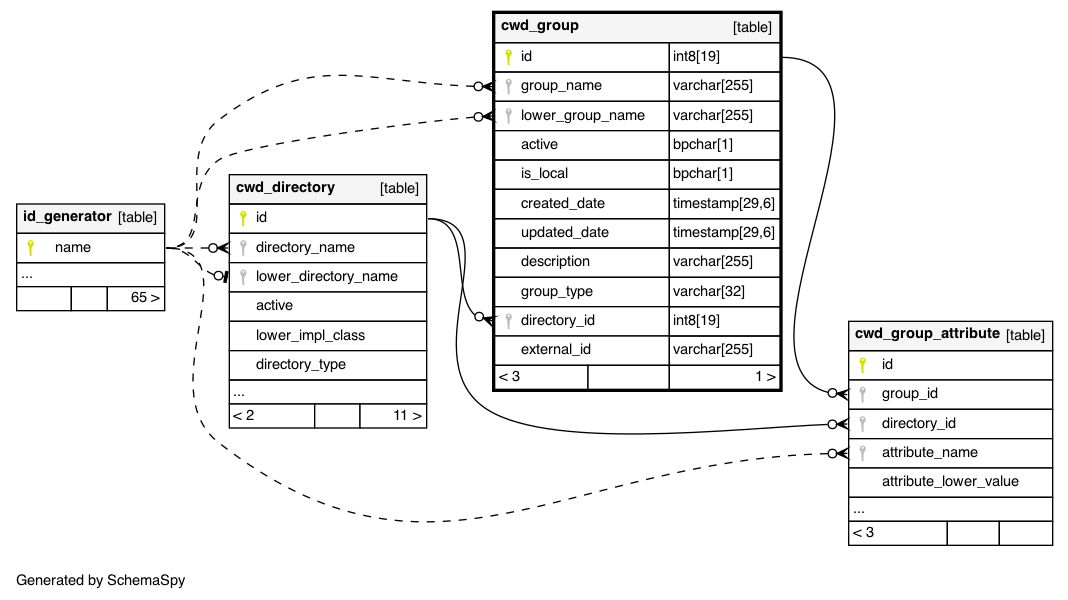 cwd_group [table]
id int8[19]
group_name varchar[255]
lower_group_name varchar[255]
active bpchar[1]
is_local bpchar[1]
created_date timestamp[29,6]
updated_date timestamp[29,6]
description varchar[255]
group_type varchar[32]
directory_id int8[19]
external_id varchar[255]
< 3 1 >
cwd_directory [table]
id
directory_name
lower_directory_name
active
lower_impl_class
directory_type
...
< 2 11 >
id_generator [table]
name
...
65 >
cwd_group_attribute [table]
id
group_id
directory_id
attribute_name
attribute_lower_value
...
< 3
Generated by SchemaSpy